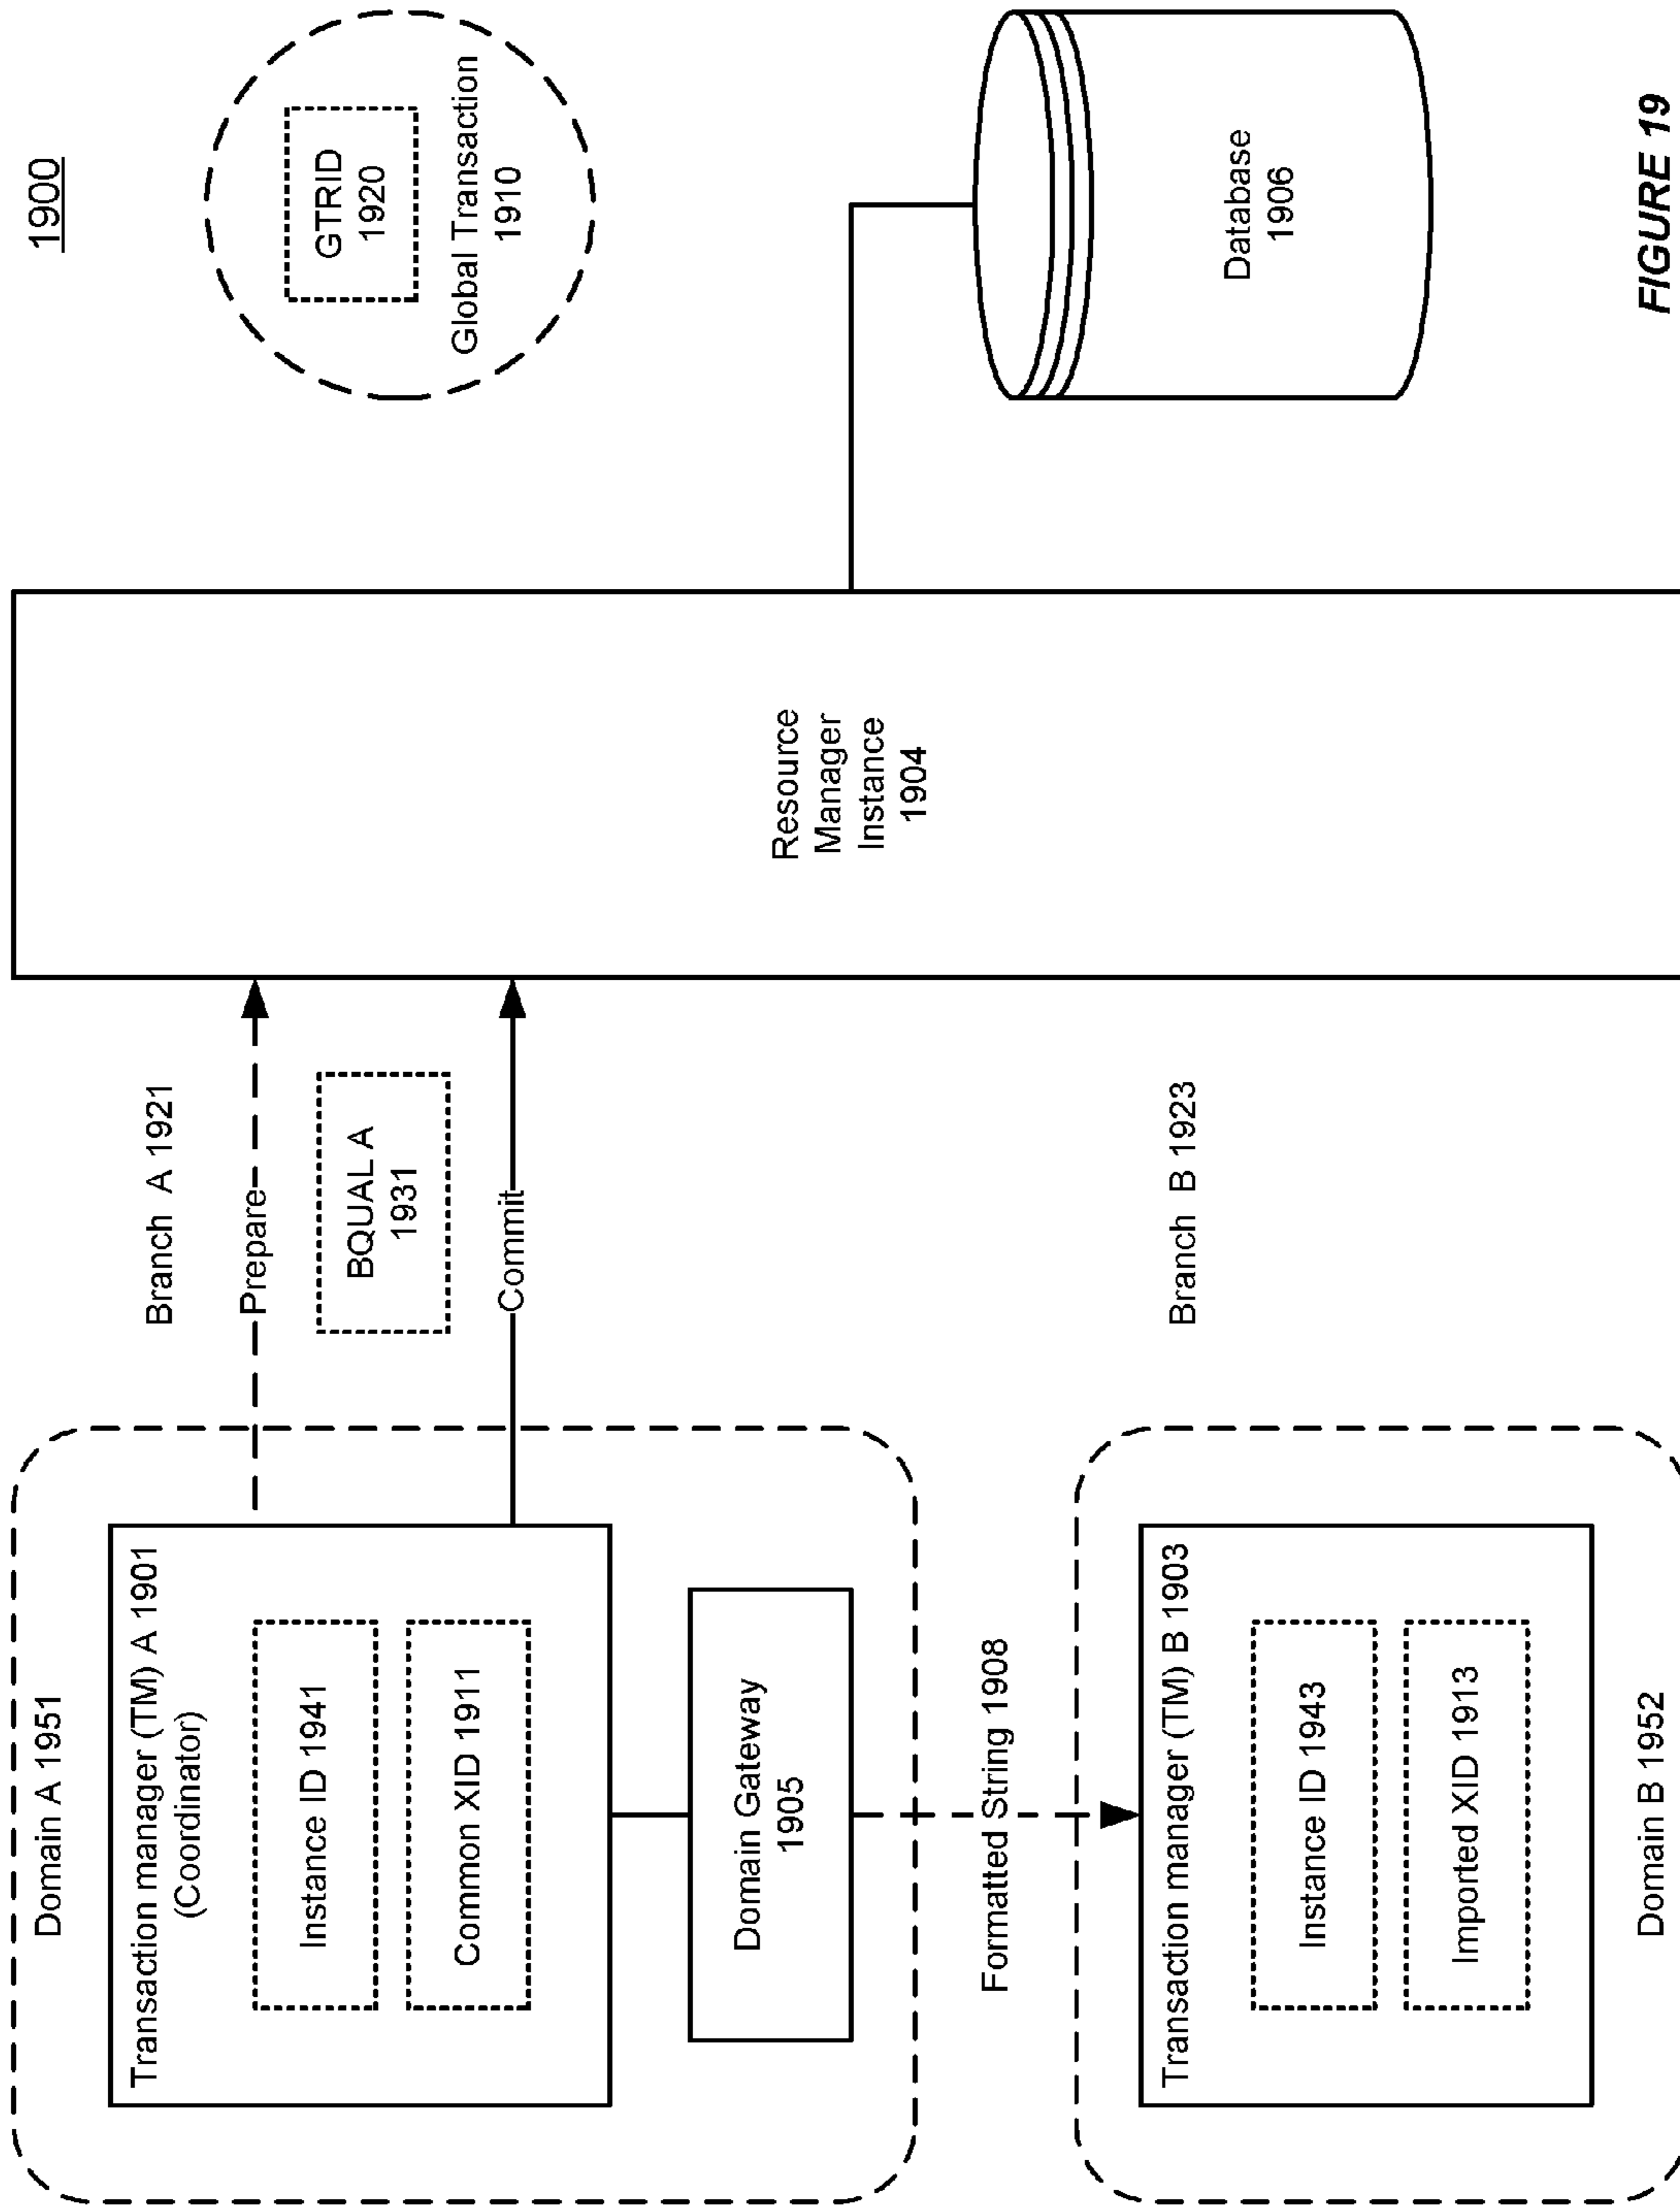 1900
Domain A 1951
Transaction manager (TM) A 1901
(Coordinator)
Instance ID 1941
Common XID 1911
Domain Gateway
1905
Formatted String 1908
Transaction manager (TM) B 1903
Instance ID 1943
Imported XID 1913
Domain B 1952
Branch A 1921
Prepare
BQUAL A
1931
Commit
Branch B 1923
Resource
Manager
Instance
1904
GTRID
1920
Global Transaction
1910
Database
1906
FIGURE 19